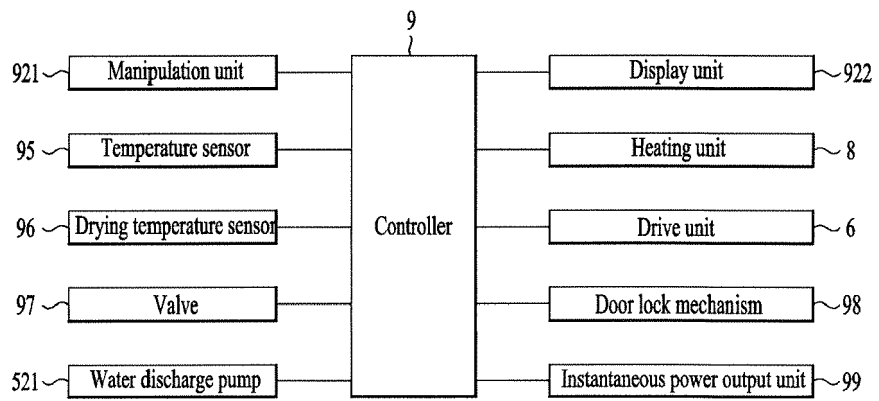 9
921 Manipulation unit Display unit 922
95 Temperature sensor Heating unit 8
96 Drying temperature sensor Controller Drive unit 6
97 Valve Door lock mechanism 98
521 Water discharge pump Instantaneous power output unit 99